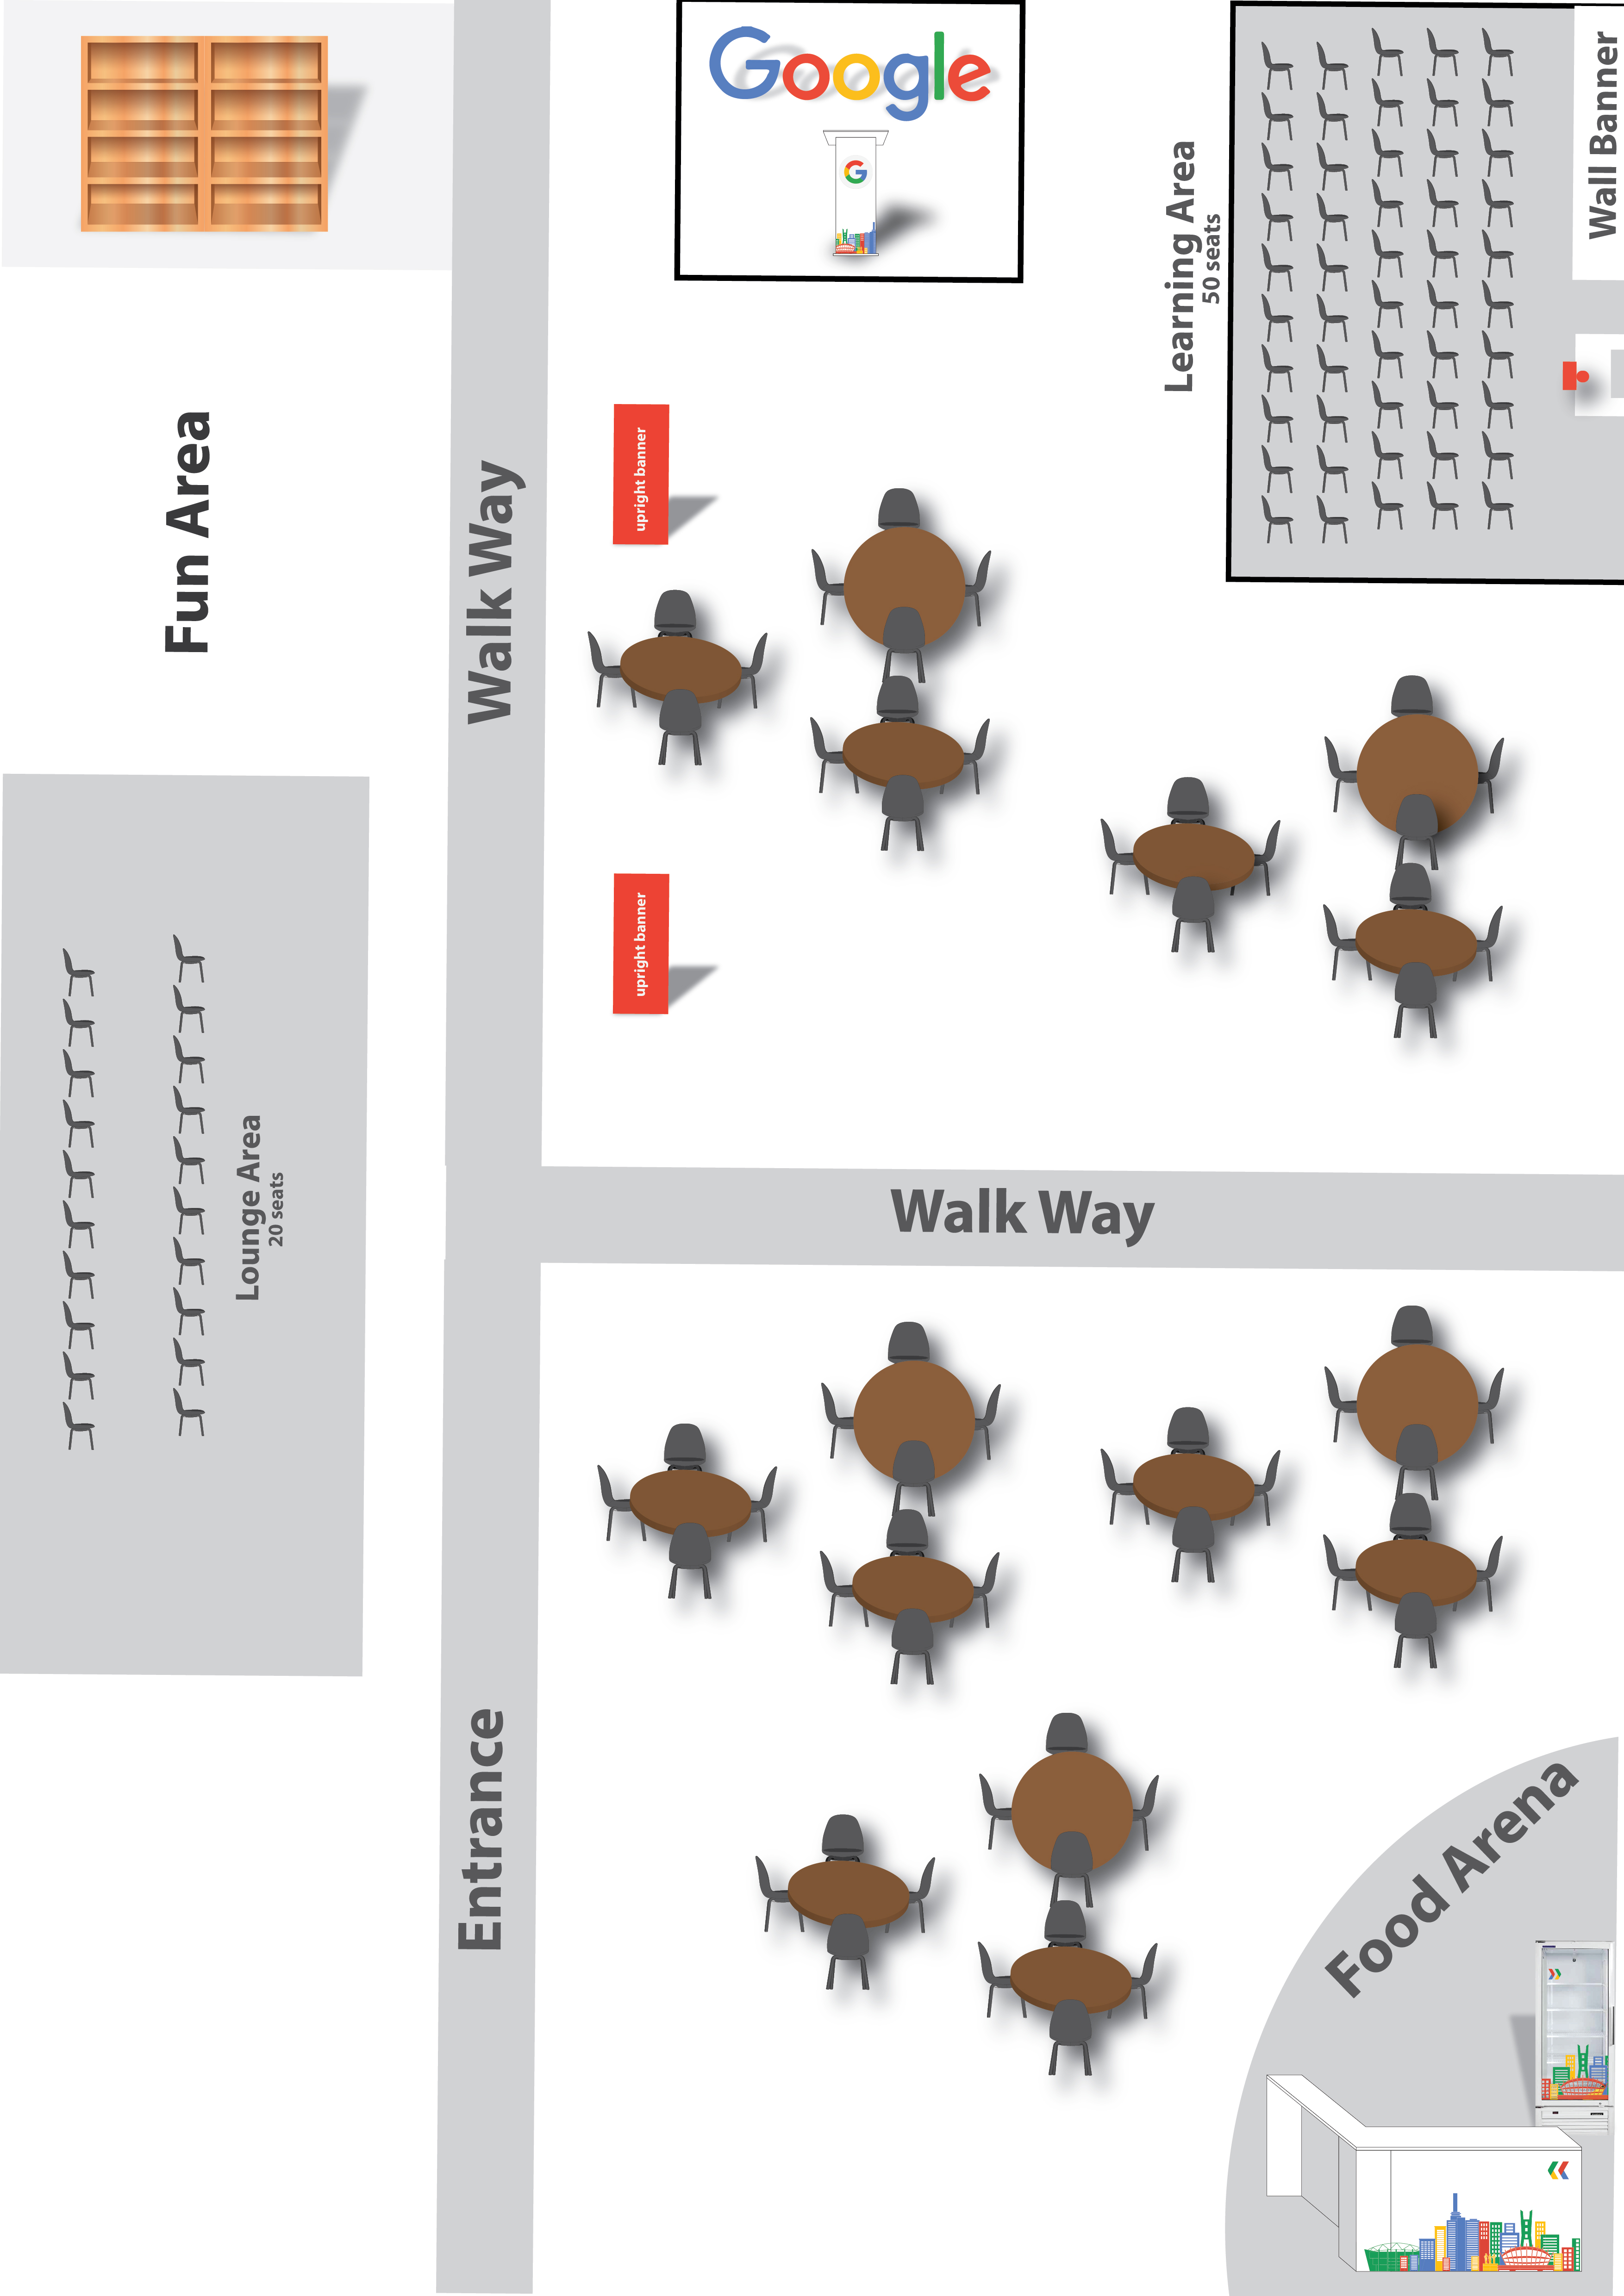 Google
G
Wall Banner
Learning Area
50 seats
Fun Area
Walk Way
upright banner
upright banner
Lounge Area
20 seats
Walk Way
Entrance
Food Arena